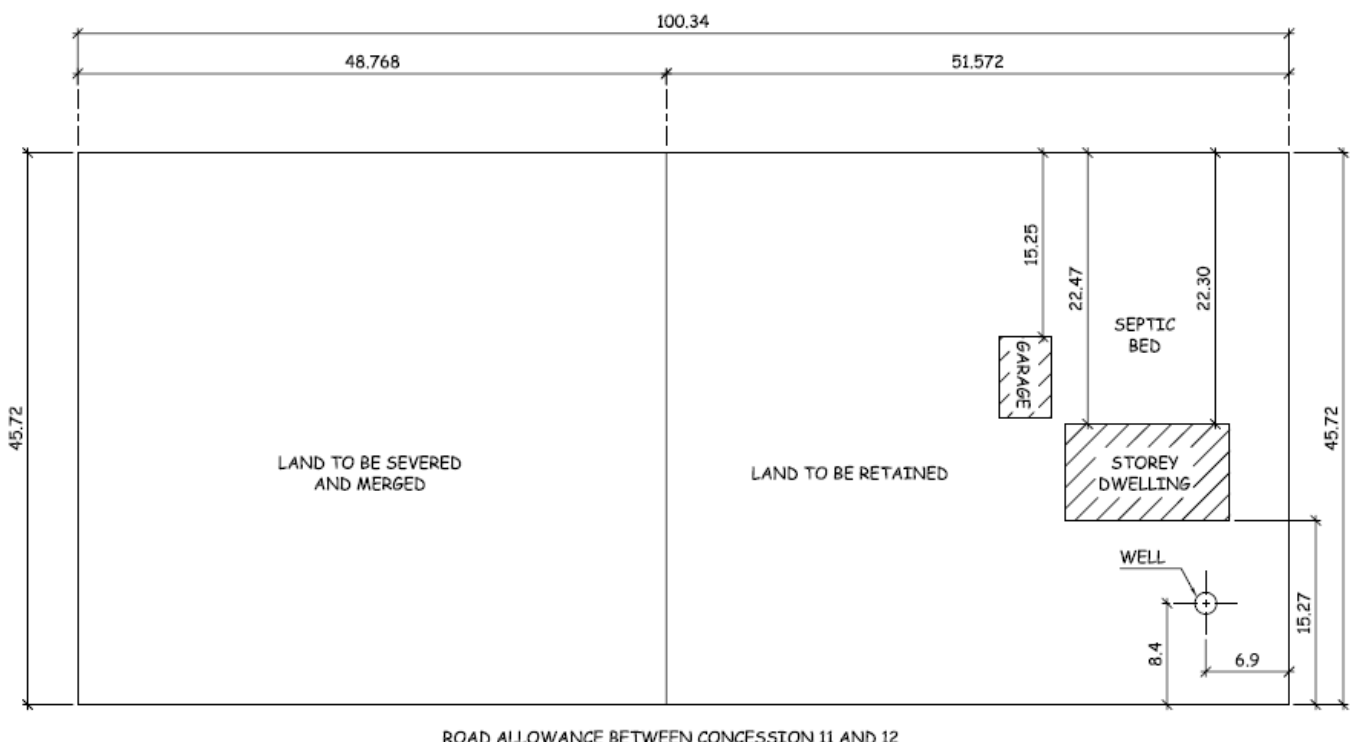 100.34
48.768
51.572
15.25
22.47
22.30
SEPTIC
BED
GARAGE
45.72
45.72
LAND TO BE SEVERED
AND MERGED
LAND TO BE RETAINED
STOREY
DWELLING
WELL
15.27
8.4
6.9
ROAD ALLOWANCE BETWEEN CONCESSION 11 AND 12